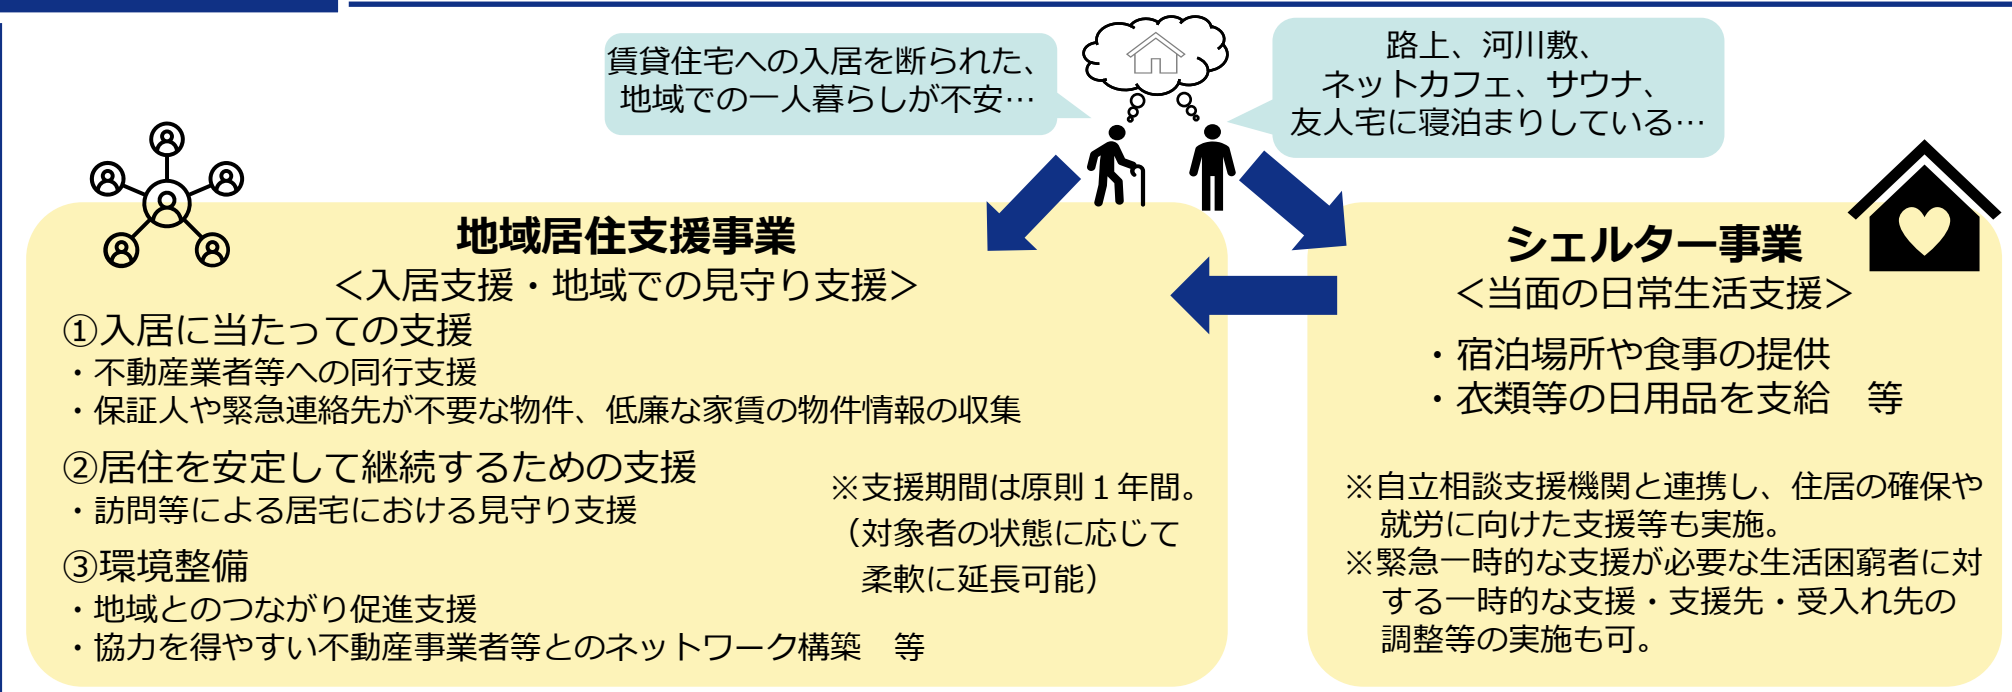 賃貸住宅への入居を断られた、
地域での一人暮らしが不安…
路上、河川敷、
ネットカフェ、サウナ、
友人宅に寝泊まりしている…
地域居住支援事業
＜入居支援・地域での見守り支援＞
①入居に当たっての支援
・不動産業者等への同行支援
・保証人や緊急連絡先が不要な物件、低廉な家賃の物件情報の収集
②居住を安定して継続するための支援
・訪問等による居宅における見守り支援
③環境整備
・地域とのつながり促進支援
・協力を得やすい不動産事業者等とのネットワーク構築　等
※支援期間は原則１年間。
（対象者の状態に応じて
柔軟に延長可能）
シェルター事業
＜当面の日常生活支援＞
・宿泊場所や食事の提供
・衣類等の日用品を支給　等
※自立相談支援機関と連携し、住居の確保や
就労に向けた支援等も実施。
※緊急一時的な支援が必要な生活困窮者に対
する一時的な支援・支援先・受入れ先の
調整等の実施も可。